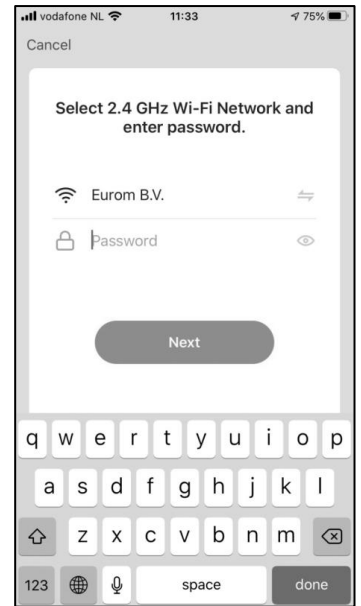 vodafone NL 11:33 75%
Cancel
Select 2.4 GHz Wi-Fi Network and
enter password.
Eurom B.V.
Password
Next
q w e r t y u i o p
a s d f g h j k l
z x c v b n m
123 space done